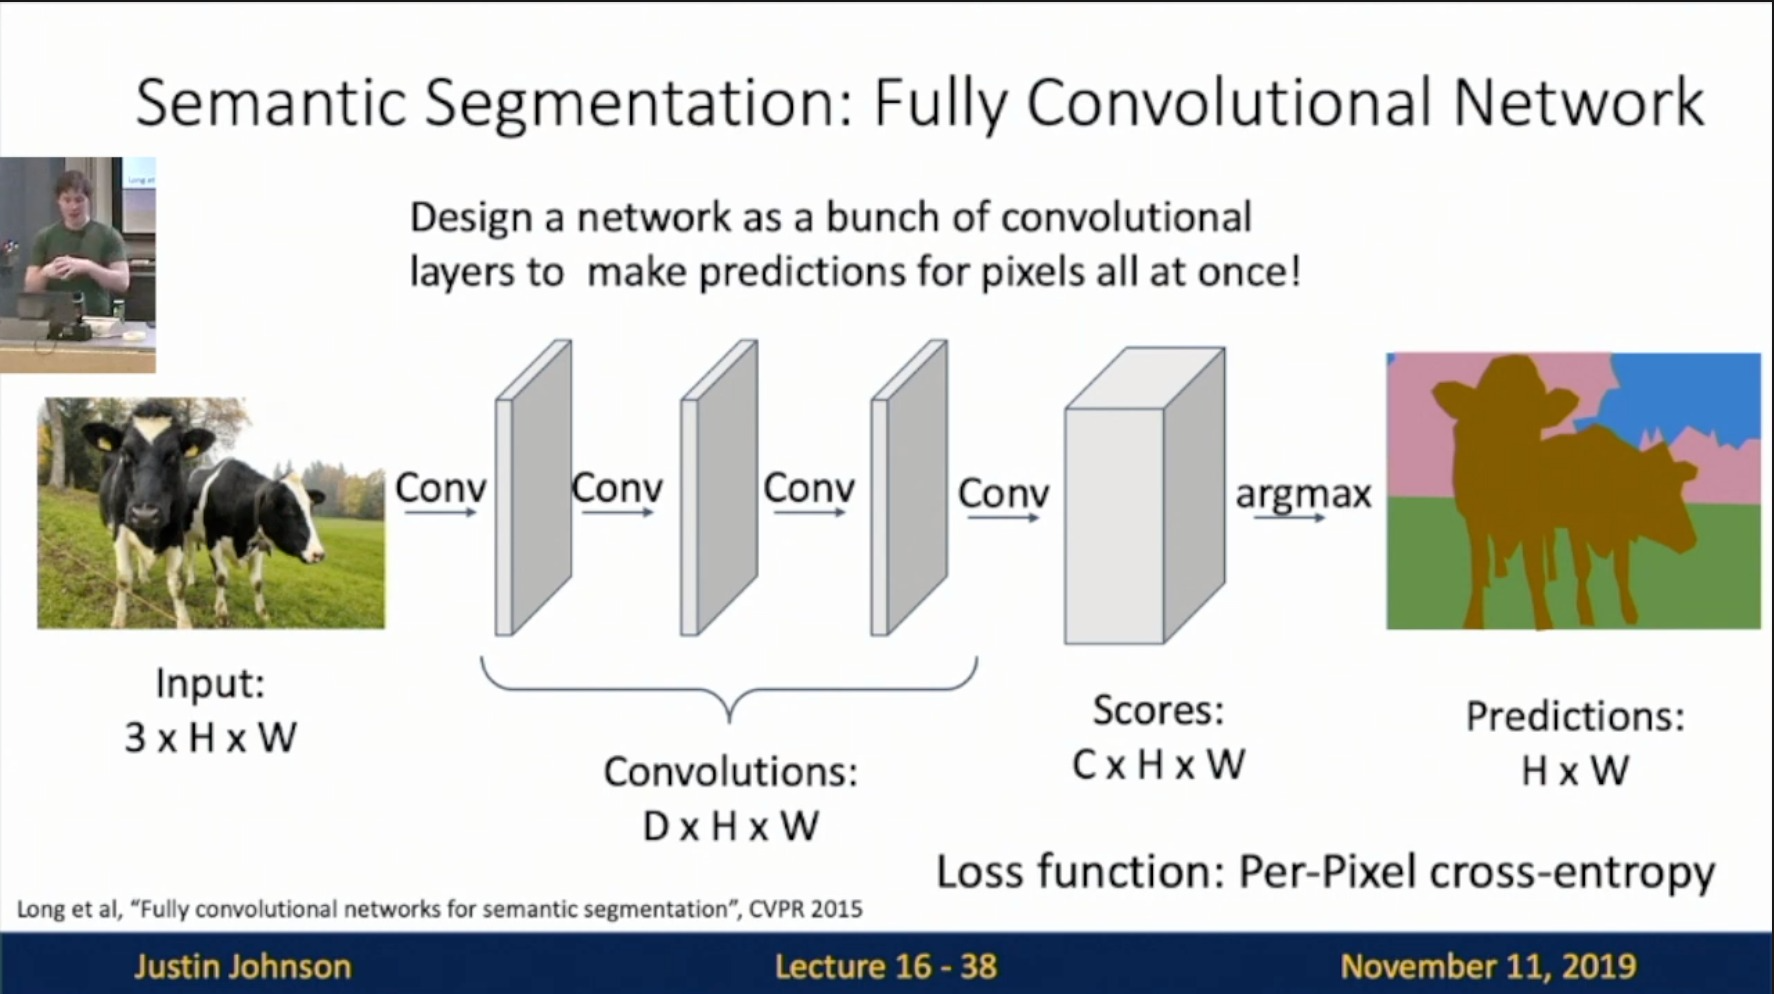 Semantic Segmentation: Fully Convolutional Network
Long et
Design a network as a bunch of convolutional
layers to make predictions for pixels all at once!
Conv
Conv
Conv
Conv
argmax
Input:
3 x H x W
Convolutions:
D x H x W
Scores:
C x H x W
Predictions:
H x W
Loss function: Per-Pixel cross-entropy
Long et al, “Fully convolutional networks for semantic segmentation”, CVPR 2015
Justin Johnson
Lecture 16 - 38
November 11, 2019